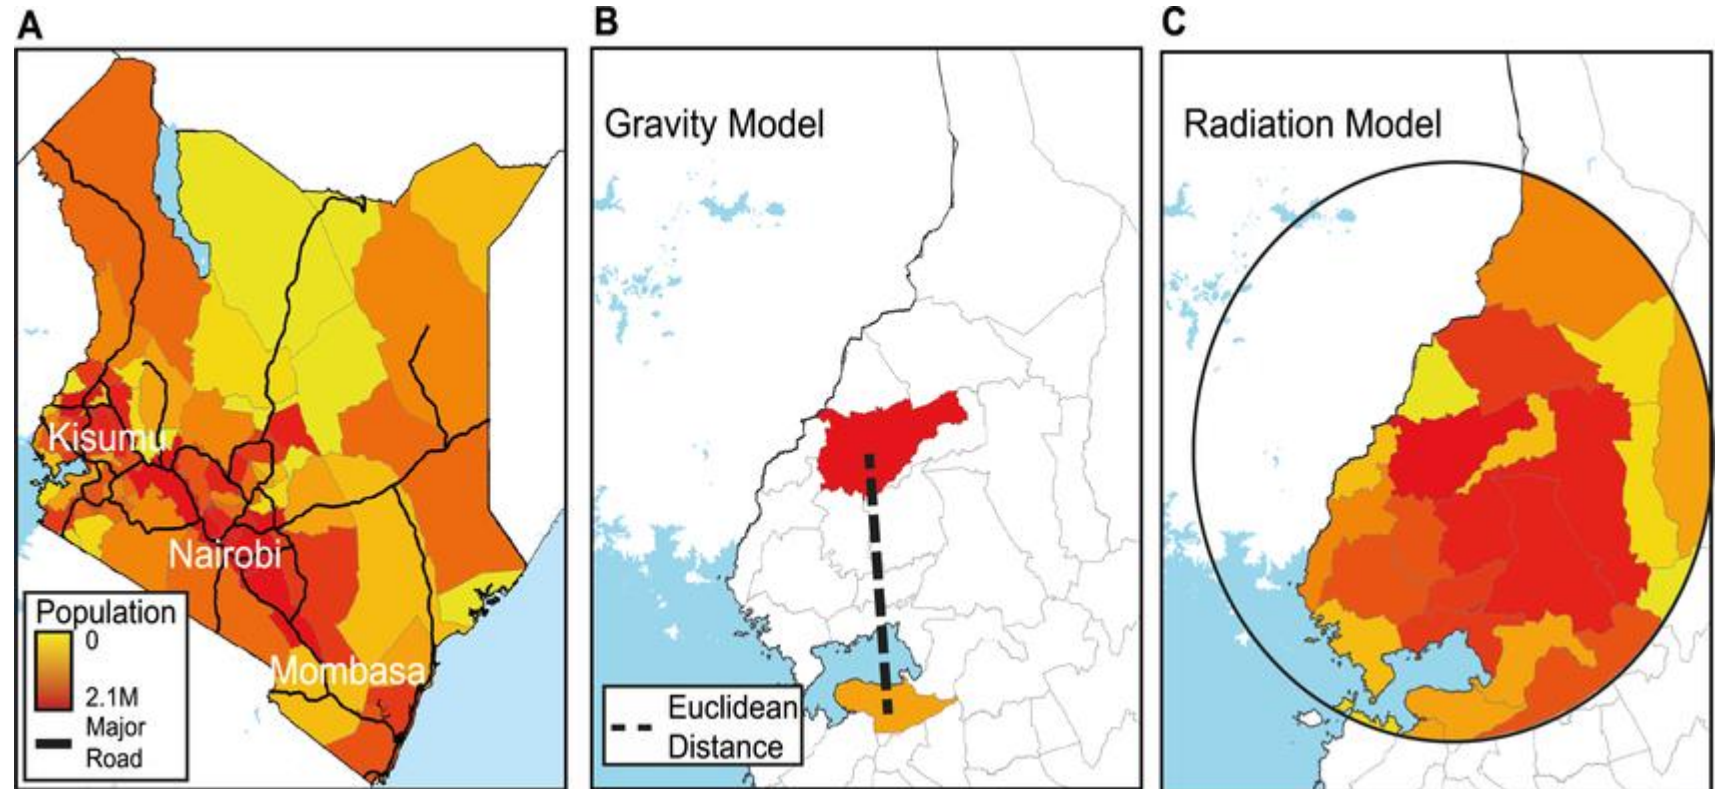 A
B
C
Gravity Model
Radiation Model
Kisumu
Nairobi
Mombasa
Population
0
2.1M
Major
Road
Euclidean
Distance